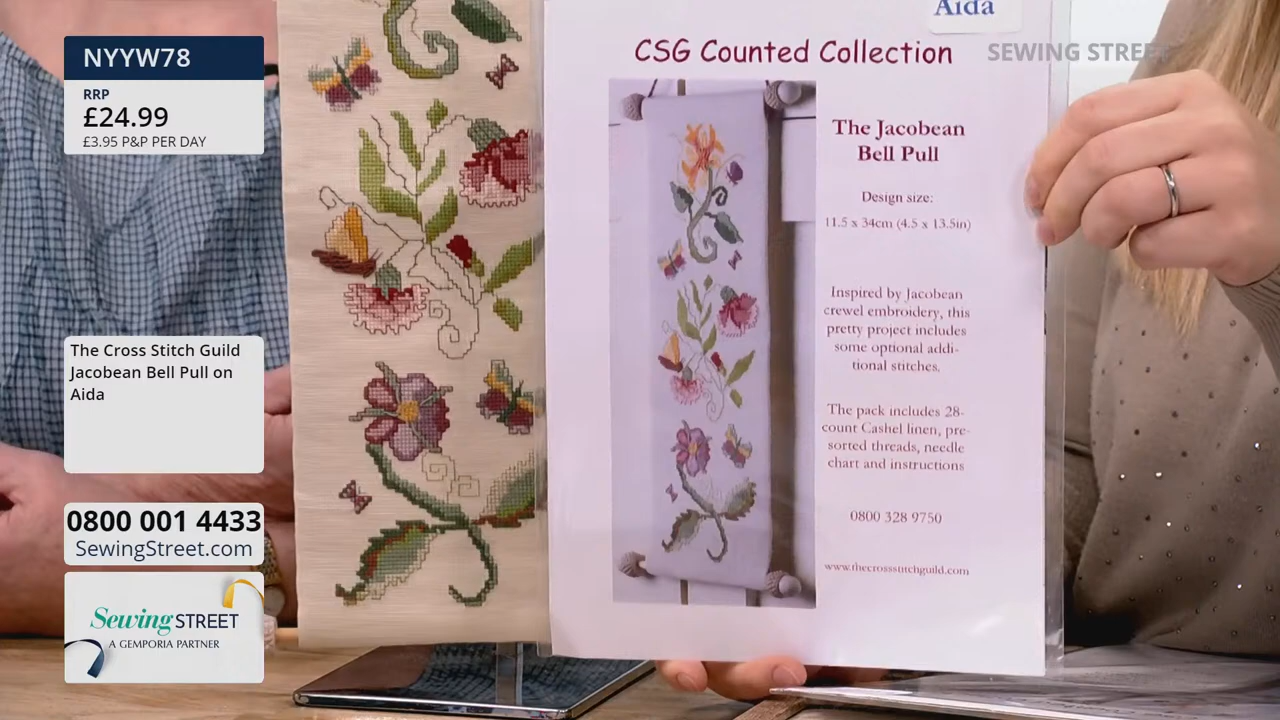 NYYW78
RRP
£24.99
£3.95 P&P PER DAY
The Cross Stitch Guild
Jacobean Bell Pull on
Aida
0800 001 4433
SewingStreet.com
Sewing STREET
A GEMPORIA PARTNER
Aida
CSG Counted Collection
SEWING STREET
The Jacobean
Bell Pull
Design size:
11.5 x 34cm (4.5 x 13.5in)
Inspired by Jacobean
crewel embroidery, this
pretty project includes
some optional addi-
tional stitches.
The pack includes 28-
count Cashel linen, pre-
sorted threads, needle
chart and instructions
0800 328 9750
www.thecrossstitchguild.com